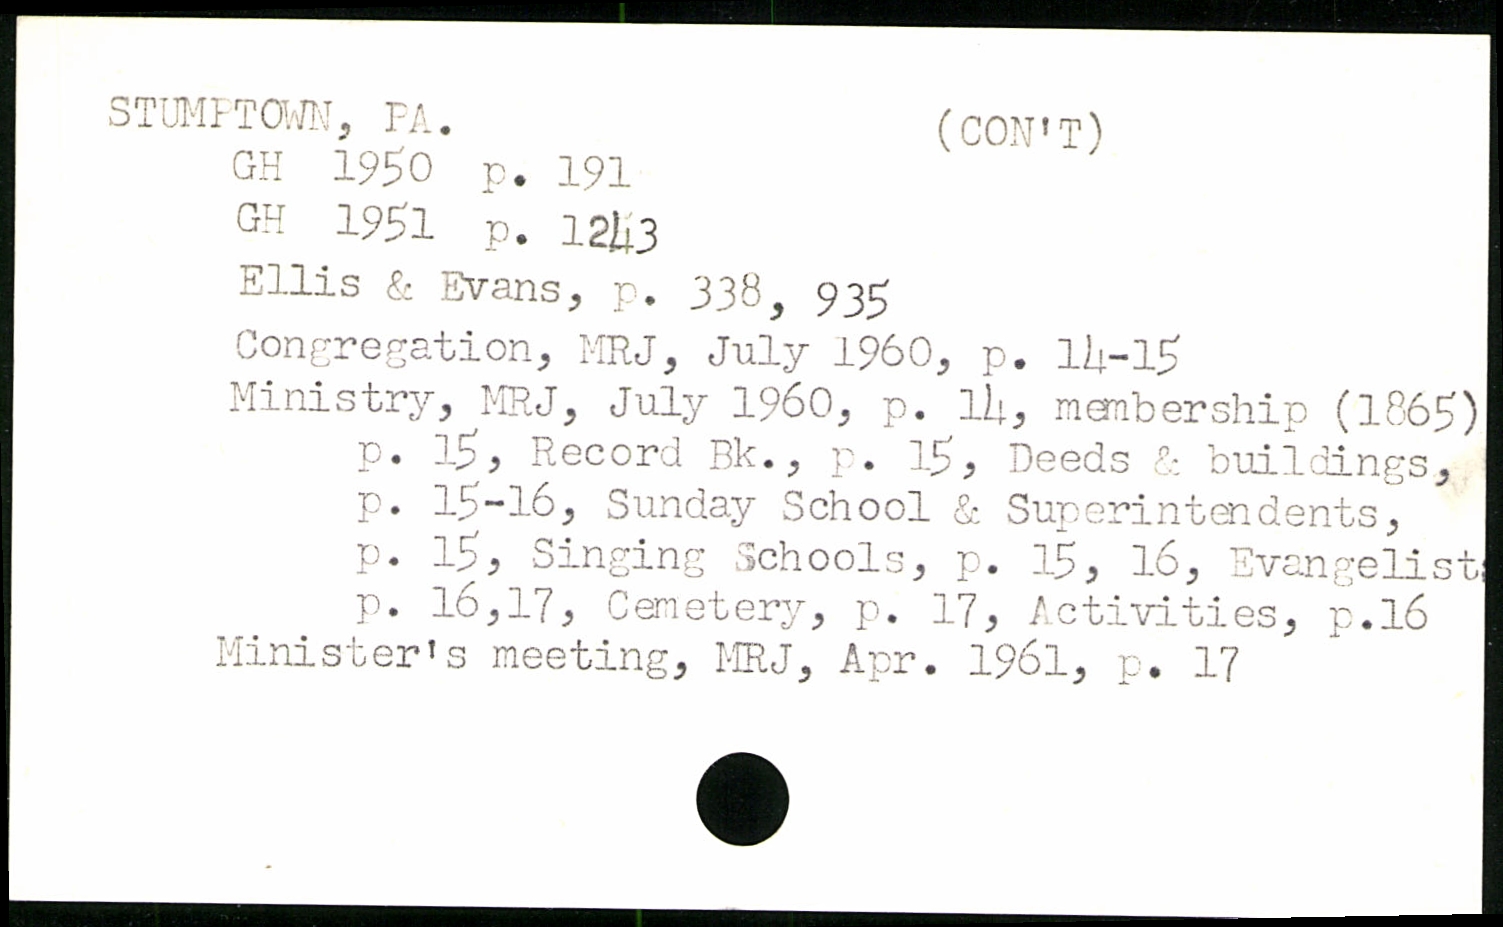 STUMPTOWN, PA. (CON'T)
GH 1950 p. 191
GH 1951 p. 1243
Ellis & Evans, p. 338, 935
Congregation, MRJ, July 1960, p. 14-15
Ministry, MRJ, July 1960, p. 14, membership (1865)
p. 15, Record Bk., p. 15, Deeds & buildings,
p. 15-16, Sunday School & Superintendents,
p. 15, Singing Schools, p. 15, 16, Evangelists
p. 16,17, Cemetery, p. 17, Activities, p.16
Minister's meeting, MRJ, Apr. 1961, p. 17